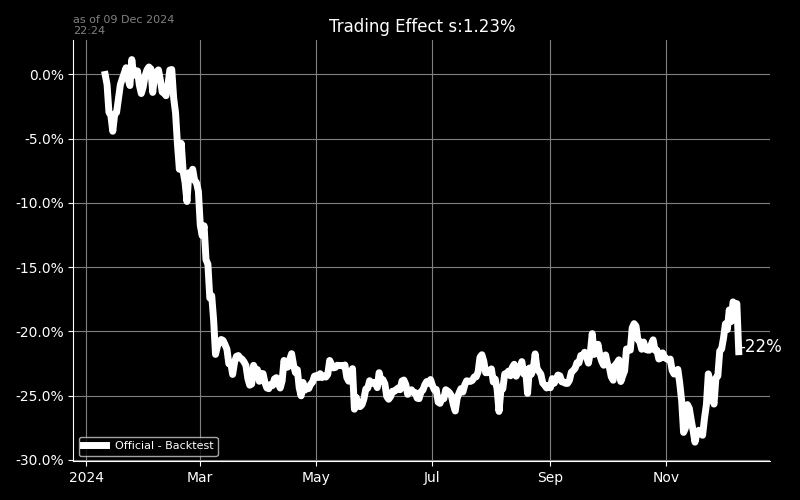 as of 09 Dec 2024
22:24
Trading Effect s:1.23%
0.0%
-5.0%
-10.0%
-15.0%
-20.0%
-25.0%
-30.0%
-22%
Official - Backtest
2024
Mar
May
Jul
Sep
Nov